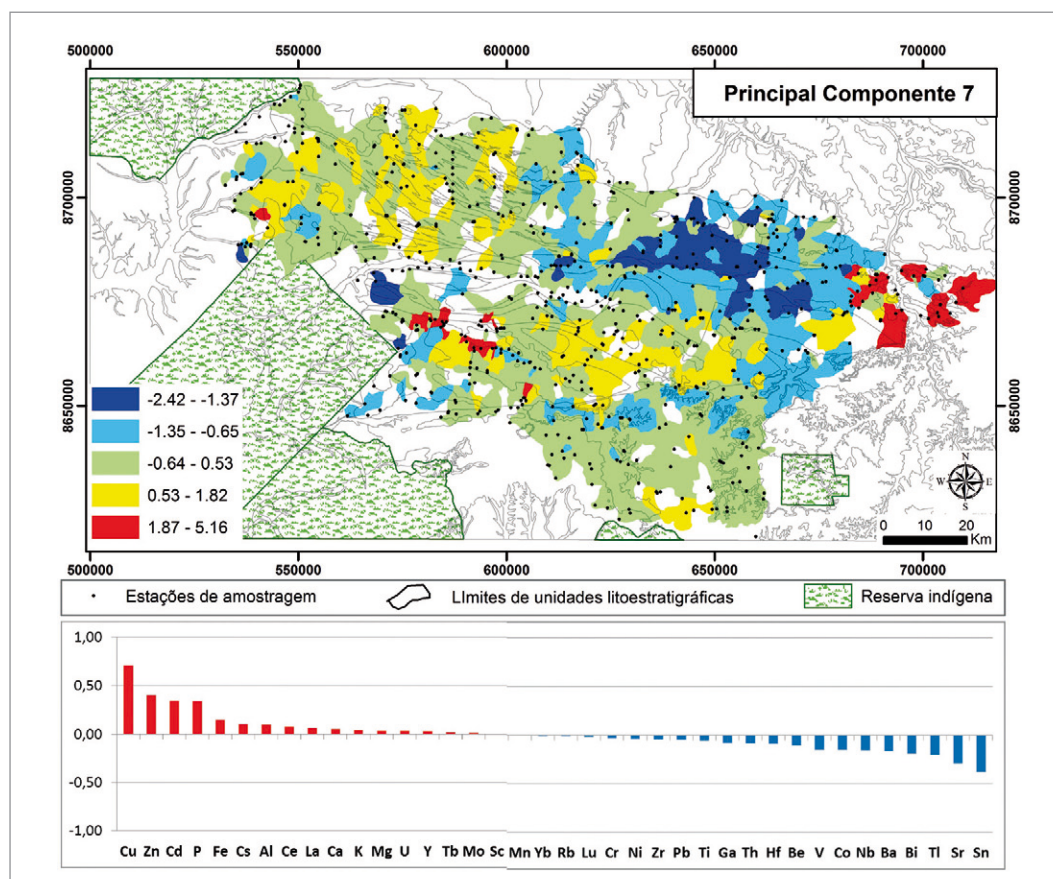 500000 550000 600000 650000 700000
Principal Componente 7
8700000 8700000
8650000 8650000
-2.42 - -1.37
-1.35 - -0.65
-0.64 - 0.53
0.53 - 1.82
1.87 - 5.16
N
W E
S
0 10 20
Km
500000 550000 600000 650000 700000
Estações de amostragem LImites de unidades litoestratigráficas Reserva indígena
1,00
0,50
0,00
-0,50
-1,00
Cu Zn Cd P Fe Cs Al Ce La Ca K Mg U Y Tb Mo Sc Mn Yb Rb Lu Cr Ni Zr Pb Ti Ga Th Hf Be V Co Nb Ba Bi Tl Sr Sn